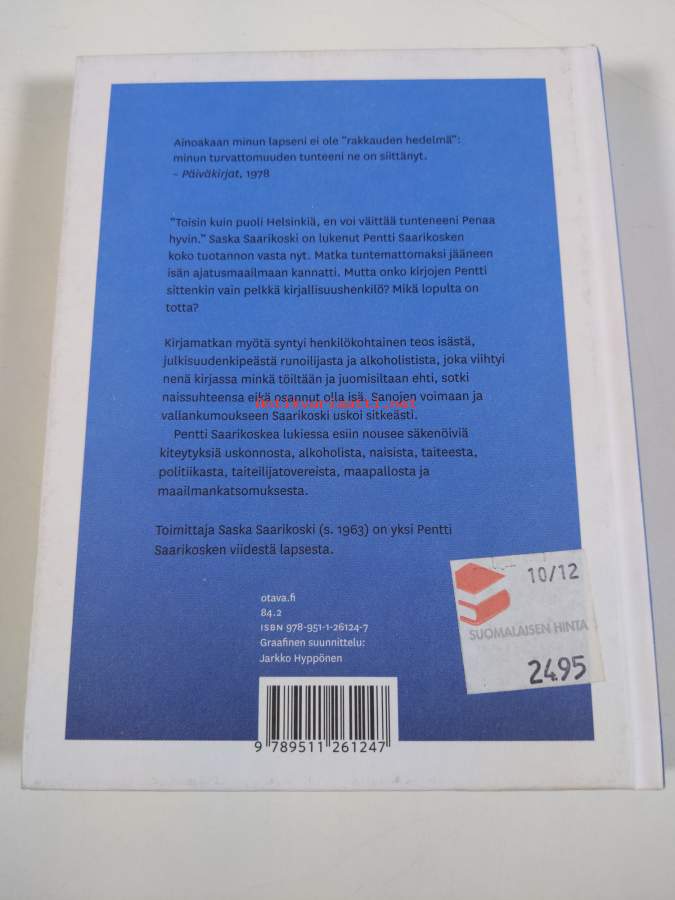 Ainoakaan minun lapseni ei ole "rakkauden hedelmä":
minun turvattomuuden tunteeni ne on siittänyt.
– Päiväkirjat, 1978
"Toisin kuin puoli Helsinkiä, en voi väittää tunteneeni Penaa
hyvin." Saska Saarikoski on lukenut Pentti Saarikosken
koko tuotannon vasta nyt. Matka tuntemattomaksi jääneen
isän ajatusmaailmaan kannatti. Mutta onko kirjojen Pentti
sittenkin vain pelkkä kirjallisuushenkilö? Mikä lopulta on
totta?
Kirjamatkan myötä syntyi henkilökohtainen teos isästä,
julkisuudenkipeästä runoilijasta ja alkoholistista, joka viihtyi
nenä kirjassa minkä töiltään ja juomisiltaan ehti, sotki
naissuhteensa eikä osannut olla isä. Sanojen voimaan ja
antikvariaatti.net
vallankumoukseen Saarikoski uskoi sitkeästi.
Pentti Saarikoskea lukiessa esiin nousee säkenöiviä
kiteytyksiä uskonnosta, alkoholista, naisista, taiteesta,
politiikasta, taiteilijatovereista, maapallosta ja
maailmankatsomuksesta.
Toimittaja Saska Saarikoski (s. 1963) on yksi Pentti
Saarikosken viidestä lapsesta.
otava.fi
84.2
ISBN 978-951-1-26124-7
Graafinen suunnittelu:
Jarkko Hyppönen
9 789511 261247
10/12
SUOMALAISEN HINTA
24.95